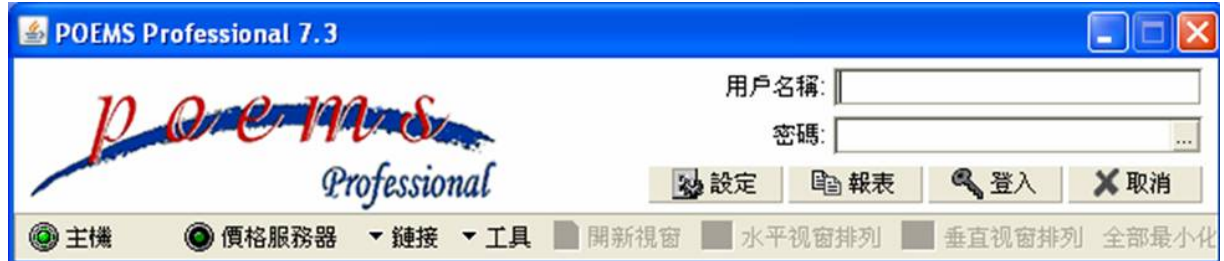 POEMS Professional 7.3
poems
Professional
用戶名稱:
密碼:
...
設定 報表 登入 取消
主機 價格服務器 鏈接 工具 開新視窗 水平视窗排列 垂直视窗排列 全部最小化